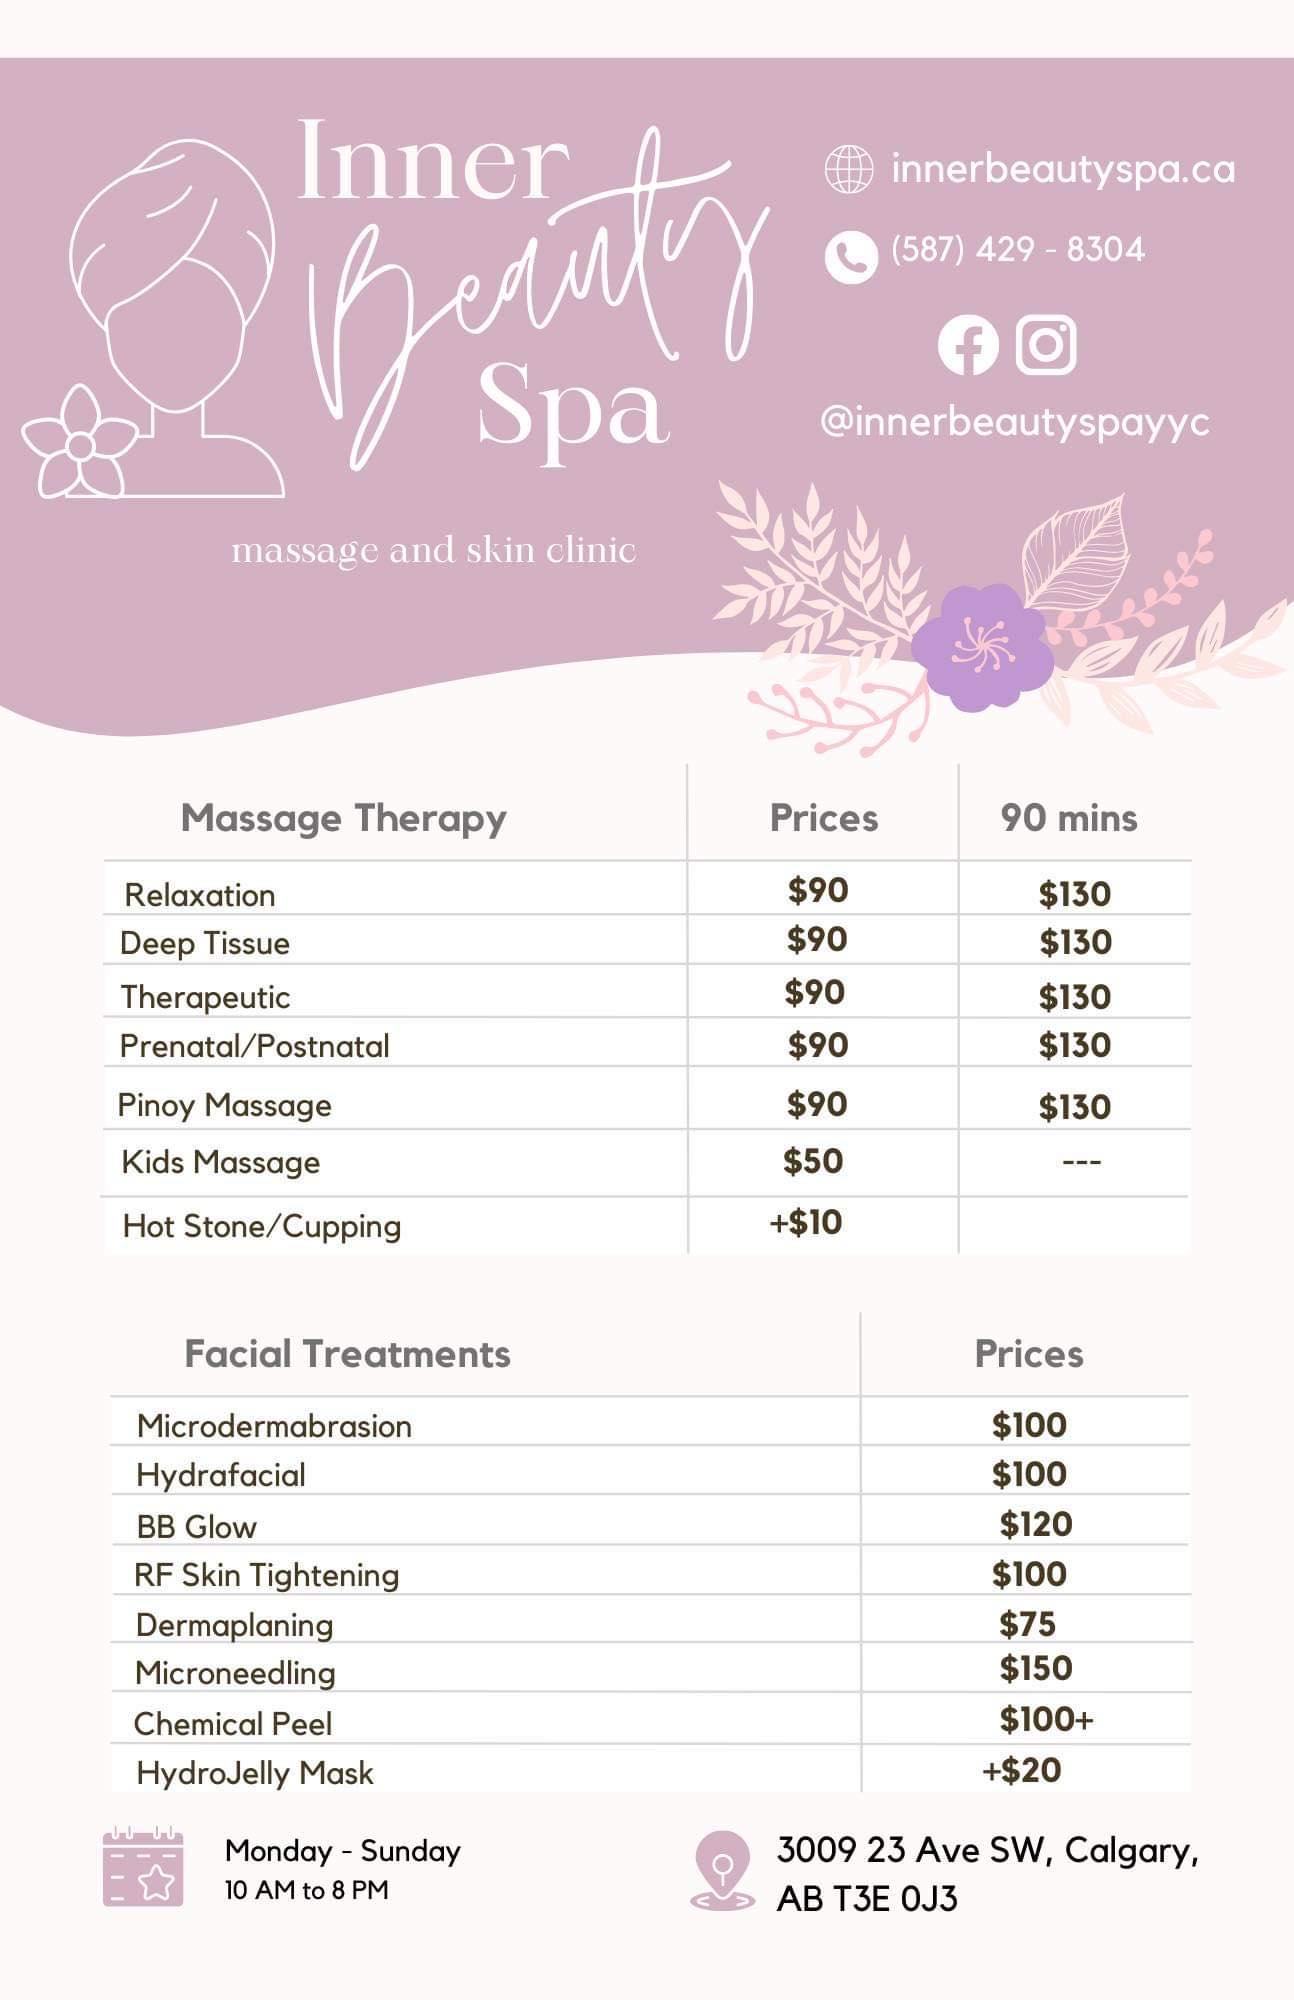 Inner
Beauty
Spa
massage and skin clinic
innerbeautyspa.ca
(587) 429 - 8304
@innerbeautyspayyc
Massage Therapy Prices 90 mins
Relaxation $90 $130
Deep Tissue $90 $130
Therapeutic $90 $130
Prenatal/Postnatal $90 $130
Pinoy Massage $90 $130
Kids Massage $50 ---
Hot Stone/Cupping +$10
Facial Treatments Prices
Microdermabrasion $100
Hydrafacial $100
BB Glow $120
RF Skin Tightening $100
Dermaplaning $75
Microneedling $150
Chemical Peel $100+
HydroJelly Mask +$20
Monday - Sunday
10 AM to 8 PM
3009 23 Ave SW, Calgary,
AB T3E 0J3